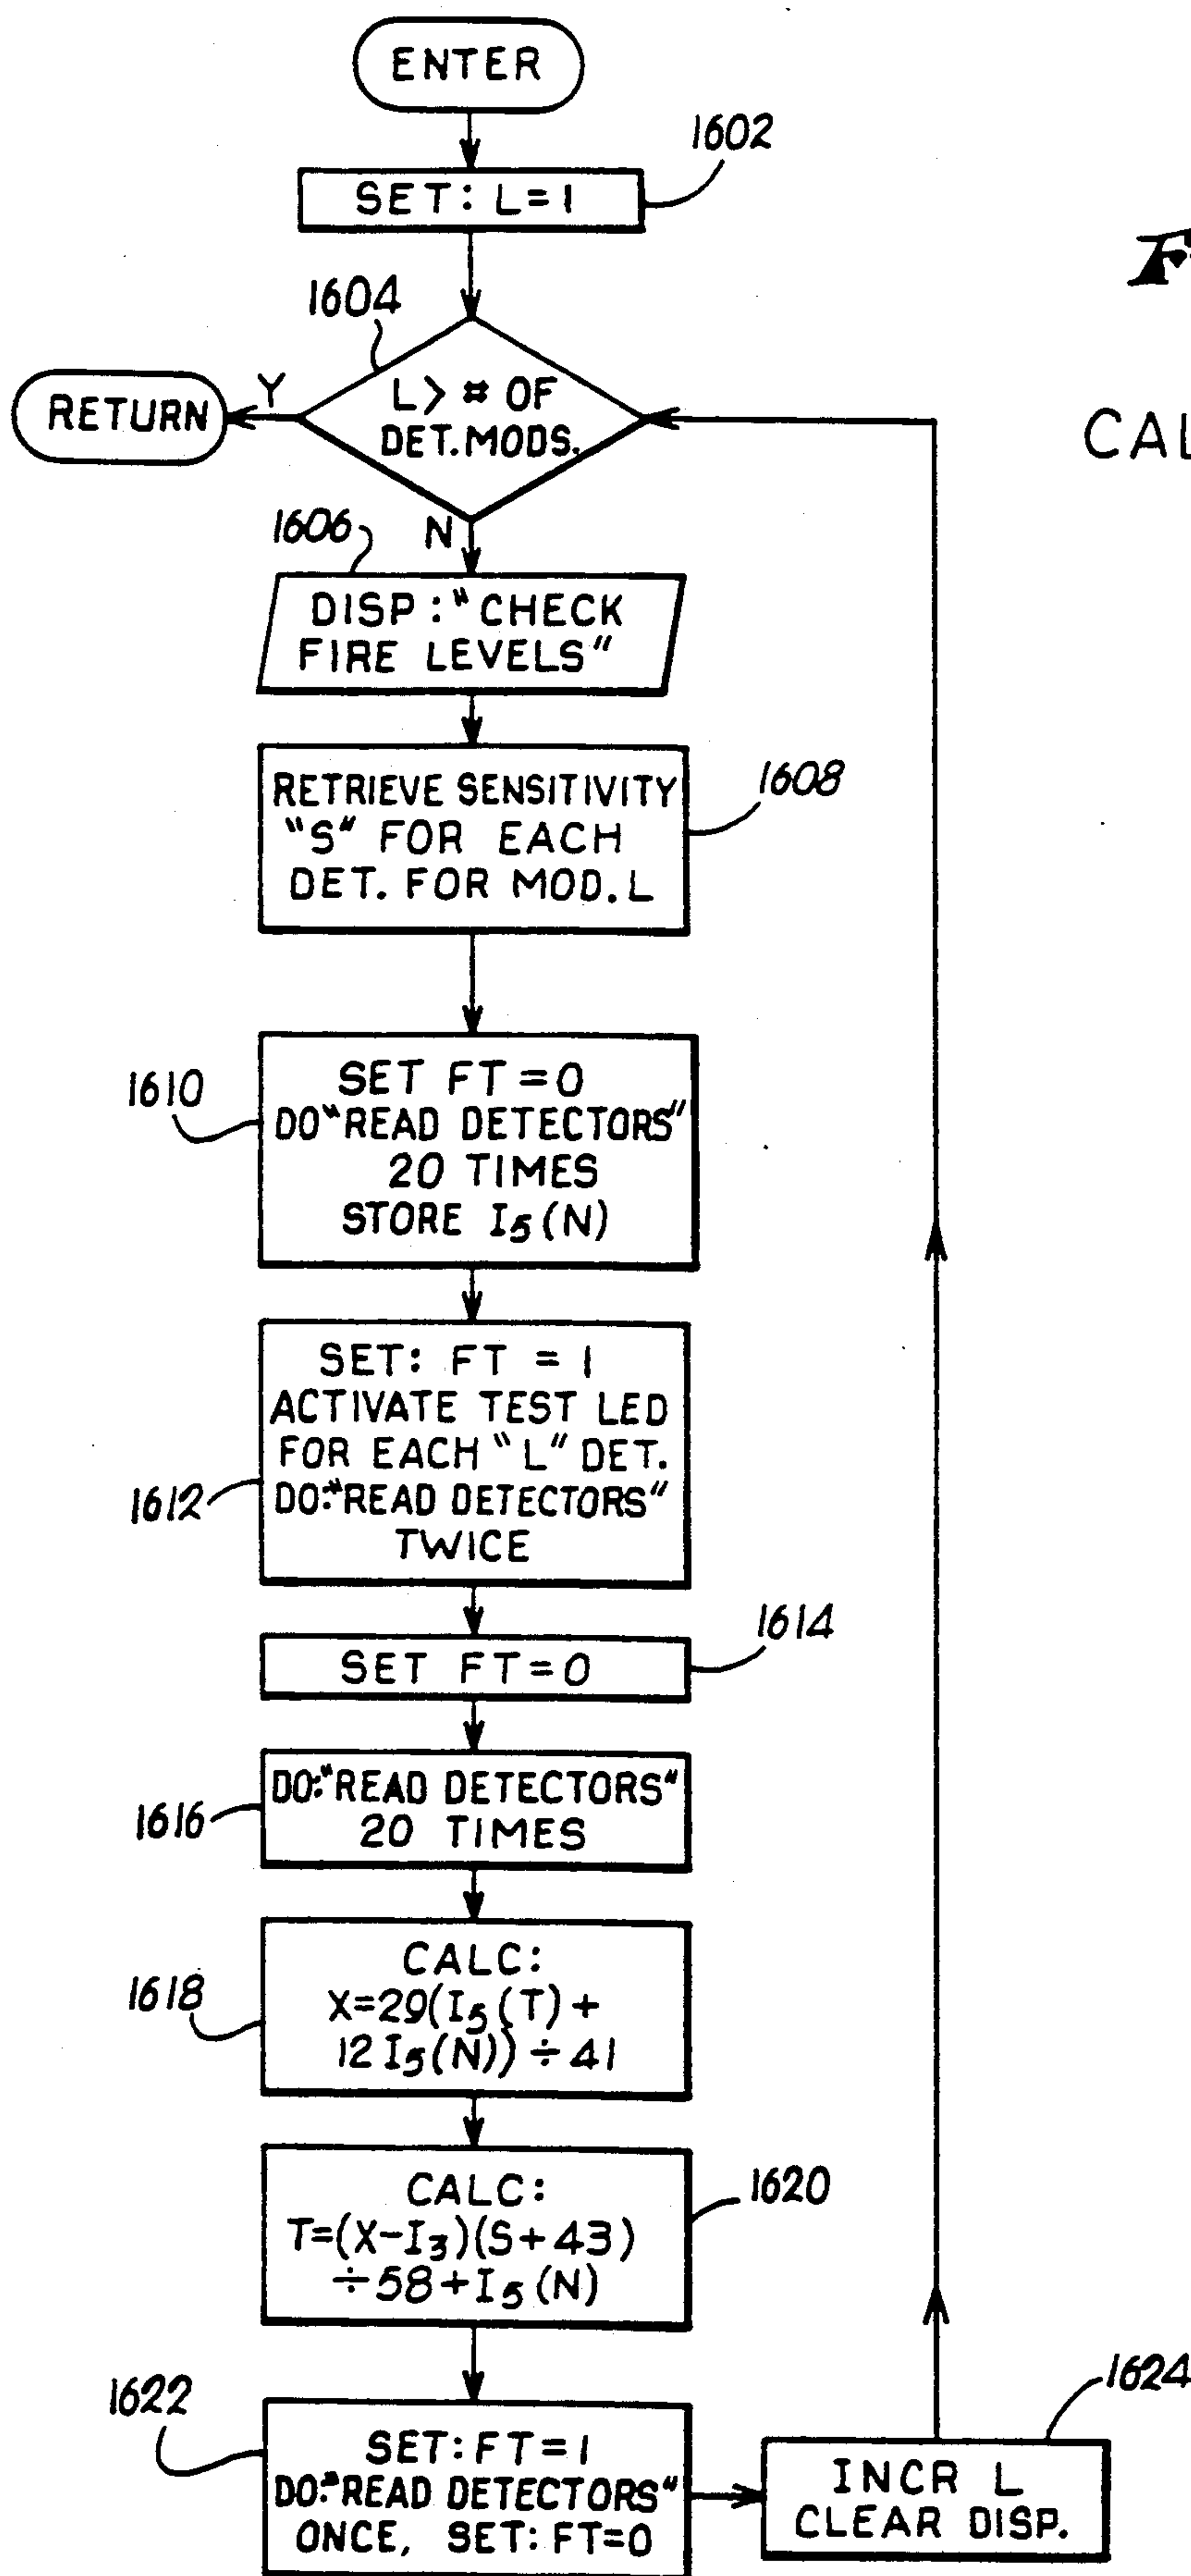 ENTER
1602
SET: L=1
1604
RETURN
Y
L> # OF
DET.MODS.
CAL
N
1606
DISP:"CHECK
FIRE LEVELS"
RETRIEVE SENSITIVITY
"S" FOR EACH
DET. FOR MOD. L
1608
1610
SET FT=0
DO"READ DETECTORS"
20 TIMES
STORE I5(N)
1612
SET: FT = 1
ACTIVATE TEST LED
FOR EACH "L" DET.
DO:"READ DETECTORS"
TWICE
1614
SET FT=0
1616
DO:"READ DETECTORS"
20 TIMES
1618
CALC:
X=29(I5(T)+
12I5(N))÷41
1620
CALC:
T=(X-I3)(S+43)
÷58+I5(N)
1622
SET:FT=1
DO:"READ DETECTORS"
ONCE, SET: FT=0
1624
INCR L
CLEAR DISP.